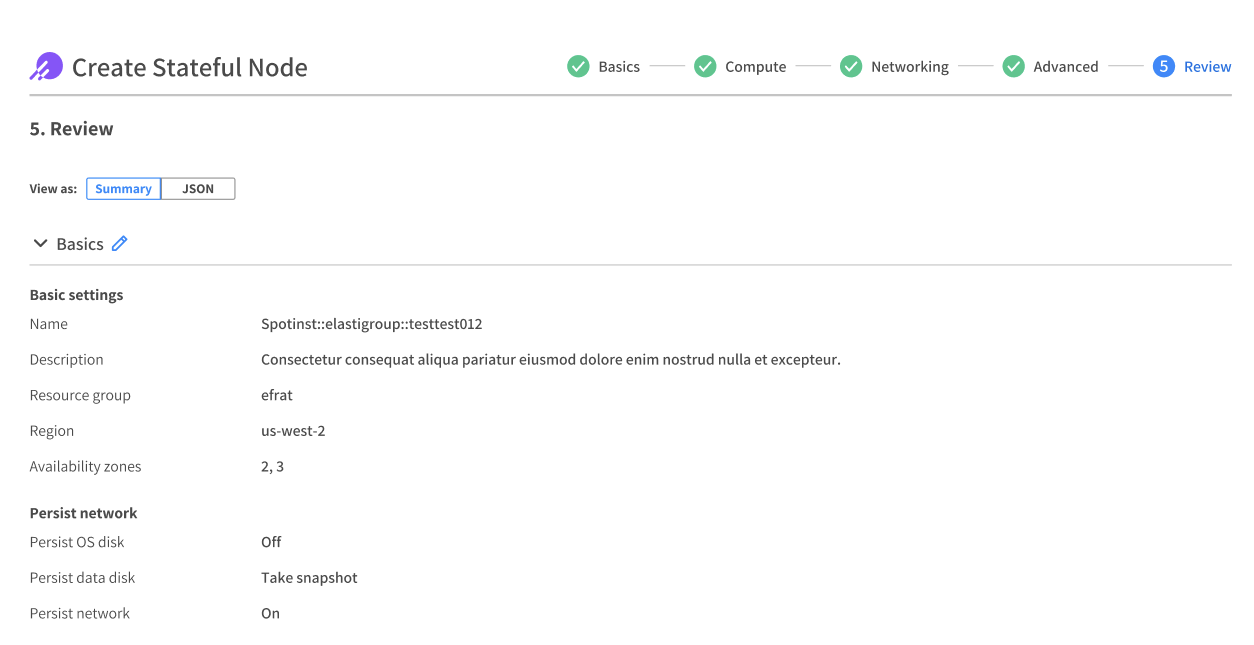 Create Stateful Node
Basics
Compute
Networking
Advanced
5 Review
5. Review
View as: Summary JSON
Basics
Basic settings
Name Spotinst::elastigroup::testtest012
Description Consectetur consequat aliqua pariatur eiusmod dolore enim nostrud nulla et excepteur.
Resource group efrat
Region us-west-2
Availability zones 2, 3
Persist network
Persist OS disk Off
Persist data disk Take snapshot
Persist network On